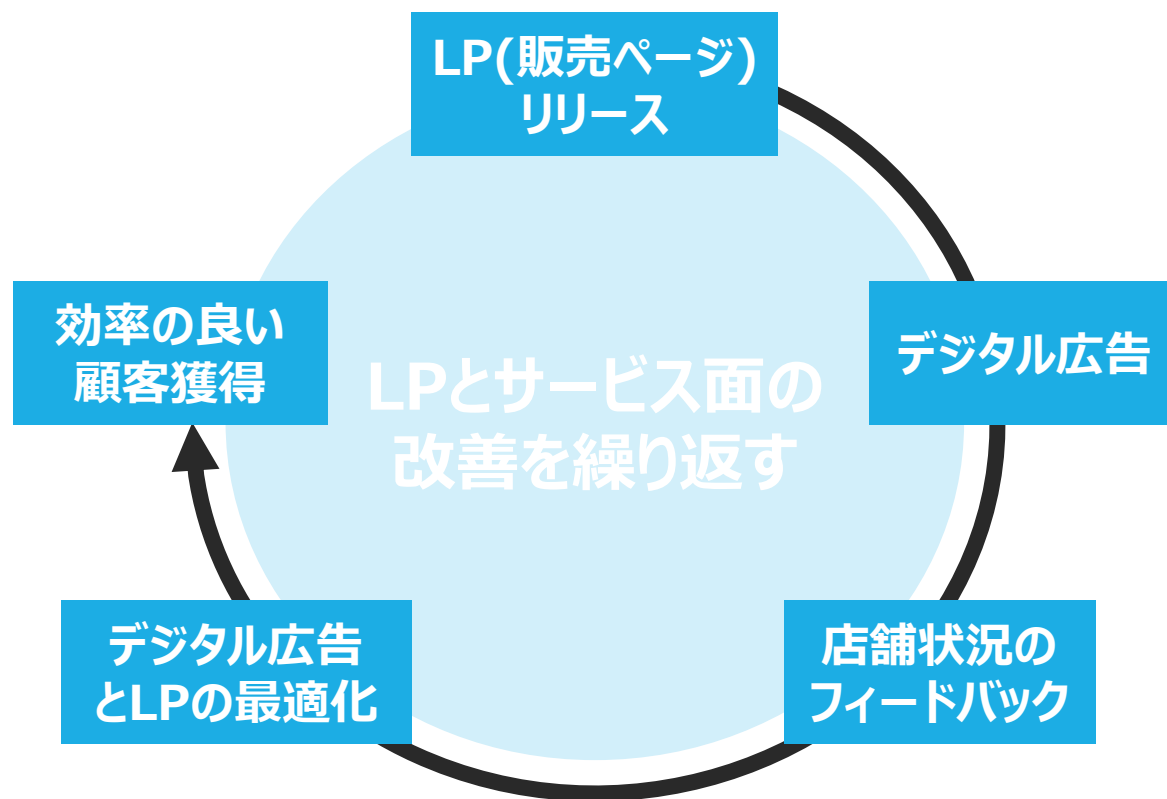 LP(販売ページ)
リリース
デジタル広告
店舗状況の
フィードバック
デジタル広告
とLPの最適化
効率の良い
顧客獲得
LPとサービス面の
改善を繰り返す